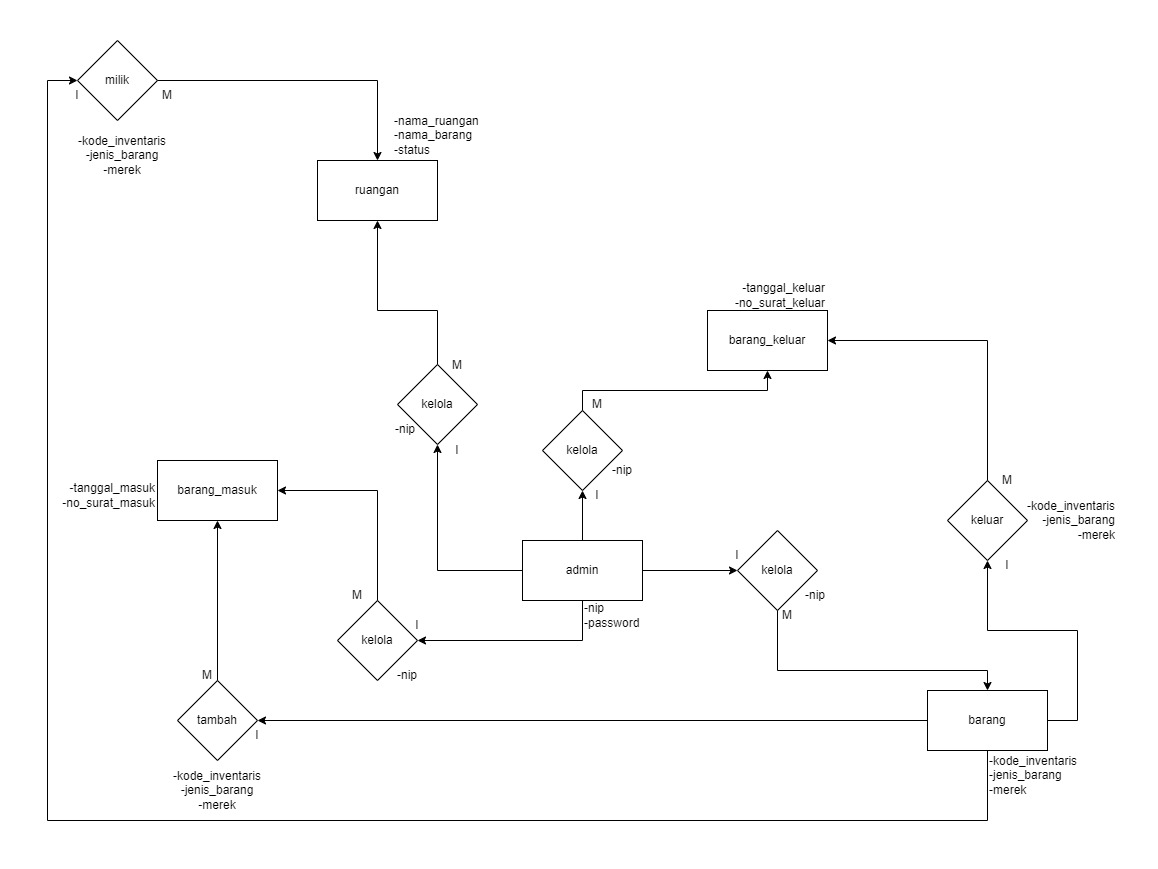 milik
I
M
-kode_inventaris
-jenis_barang
-merek
-nama_ruangan
-nama_barang
-status
ruangan
-tanggal_keluar
-no_surat_keluar
barang_keluar
M
kelola
-nip
I
M
kelola
-nip
I
-tanggal_masuk
-no_surat_masuk
barang_masuk
M
keluar
I
-kode_inventaris
-jenis_barang
-merek
admin
-nip
-password
I
kelola
-nip
M
M
I
kelola
-nip
M
tambah
I
-kode_inventaris
-jenis_barang
-merek
barang
-kode_inventaris
-jenis_barang
-merek